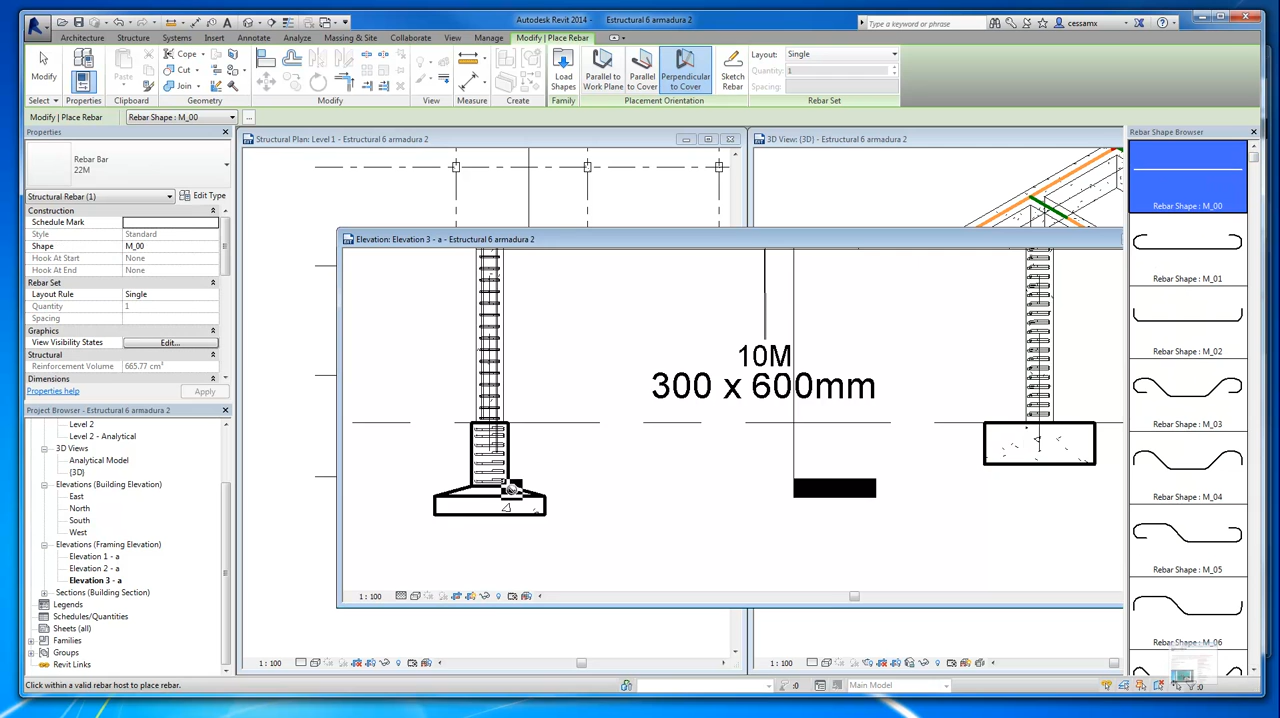 Autodesk Revit 2014 - Estructural 6 armadura 2
Type a keyword or phrase
cessamx
Architecture Structure Systems Insert Annotate Analyze Massing & Site Collaborate View Manage Modify | Place Rebar
Modify
Paste
Cope
Cut
Join
Load Shapes
Parallel to Work Plane
Parallel to Cover
Perpendicular to Cover
Sketch Rebar
Layout: Single
Quantity: 1
Spacing:
Select Properties Clipboard Geometry Modify View Measure Create Family Placement Orientation Rebar Set
Modify | Place Rebar
Rebar Shape : M_00
...
Properties
Rebar Bar
22M
Structural Rebar (1)
Edit Type
Construction
Schedule Mark
Style Standard
Shape M_00
Hook At Start None
Hook At End None
Rebar Set
Layout Rule Single
Quantity 1
Spacing
Graphics
View Visibility States Edit...
Structural
Reinforcement Volume 665.77 cm³
Dimensions
Properties help
Apply
Project Browser - Estructural 6 armadura 2
Level 2
Level 2 - Analytical
3D Views
Analytical Model
{3D}
Elevations (Building Elevation)
East
North
South
West
Elevations (Framing Elevation)
Elevation 1 - a
Elevation 2 - a
Elevation 3 - a
Sections (Building Section)
Legends
Schedules/Quantities
Sheets (all)
Families
Groups
Revit Links
Structural Plan: Level 1 - Estructural 6 armadura 2
3D View: {3D} - Estructural 6 armadura 2
Elevation: Elevation 3 - a - Estructural 6 armadura 2
10M
300 x 600mm
1 : 100
1 : 100
1 : 100
Rebar Shape Browser
Rebar Shape : M_00
Rebar Shape : M_01
Rebar Shape : M_02
Rebar Shape : M_03
Rebar Shape : M_04
Rebar Shape : M_05
Rebar Shape : M_06
Click within a valid rebar host to place rebar.
:0
Main Model
:0